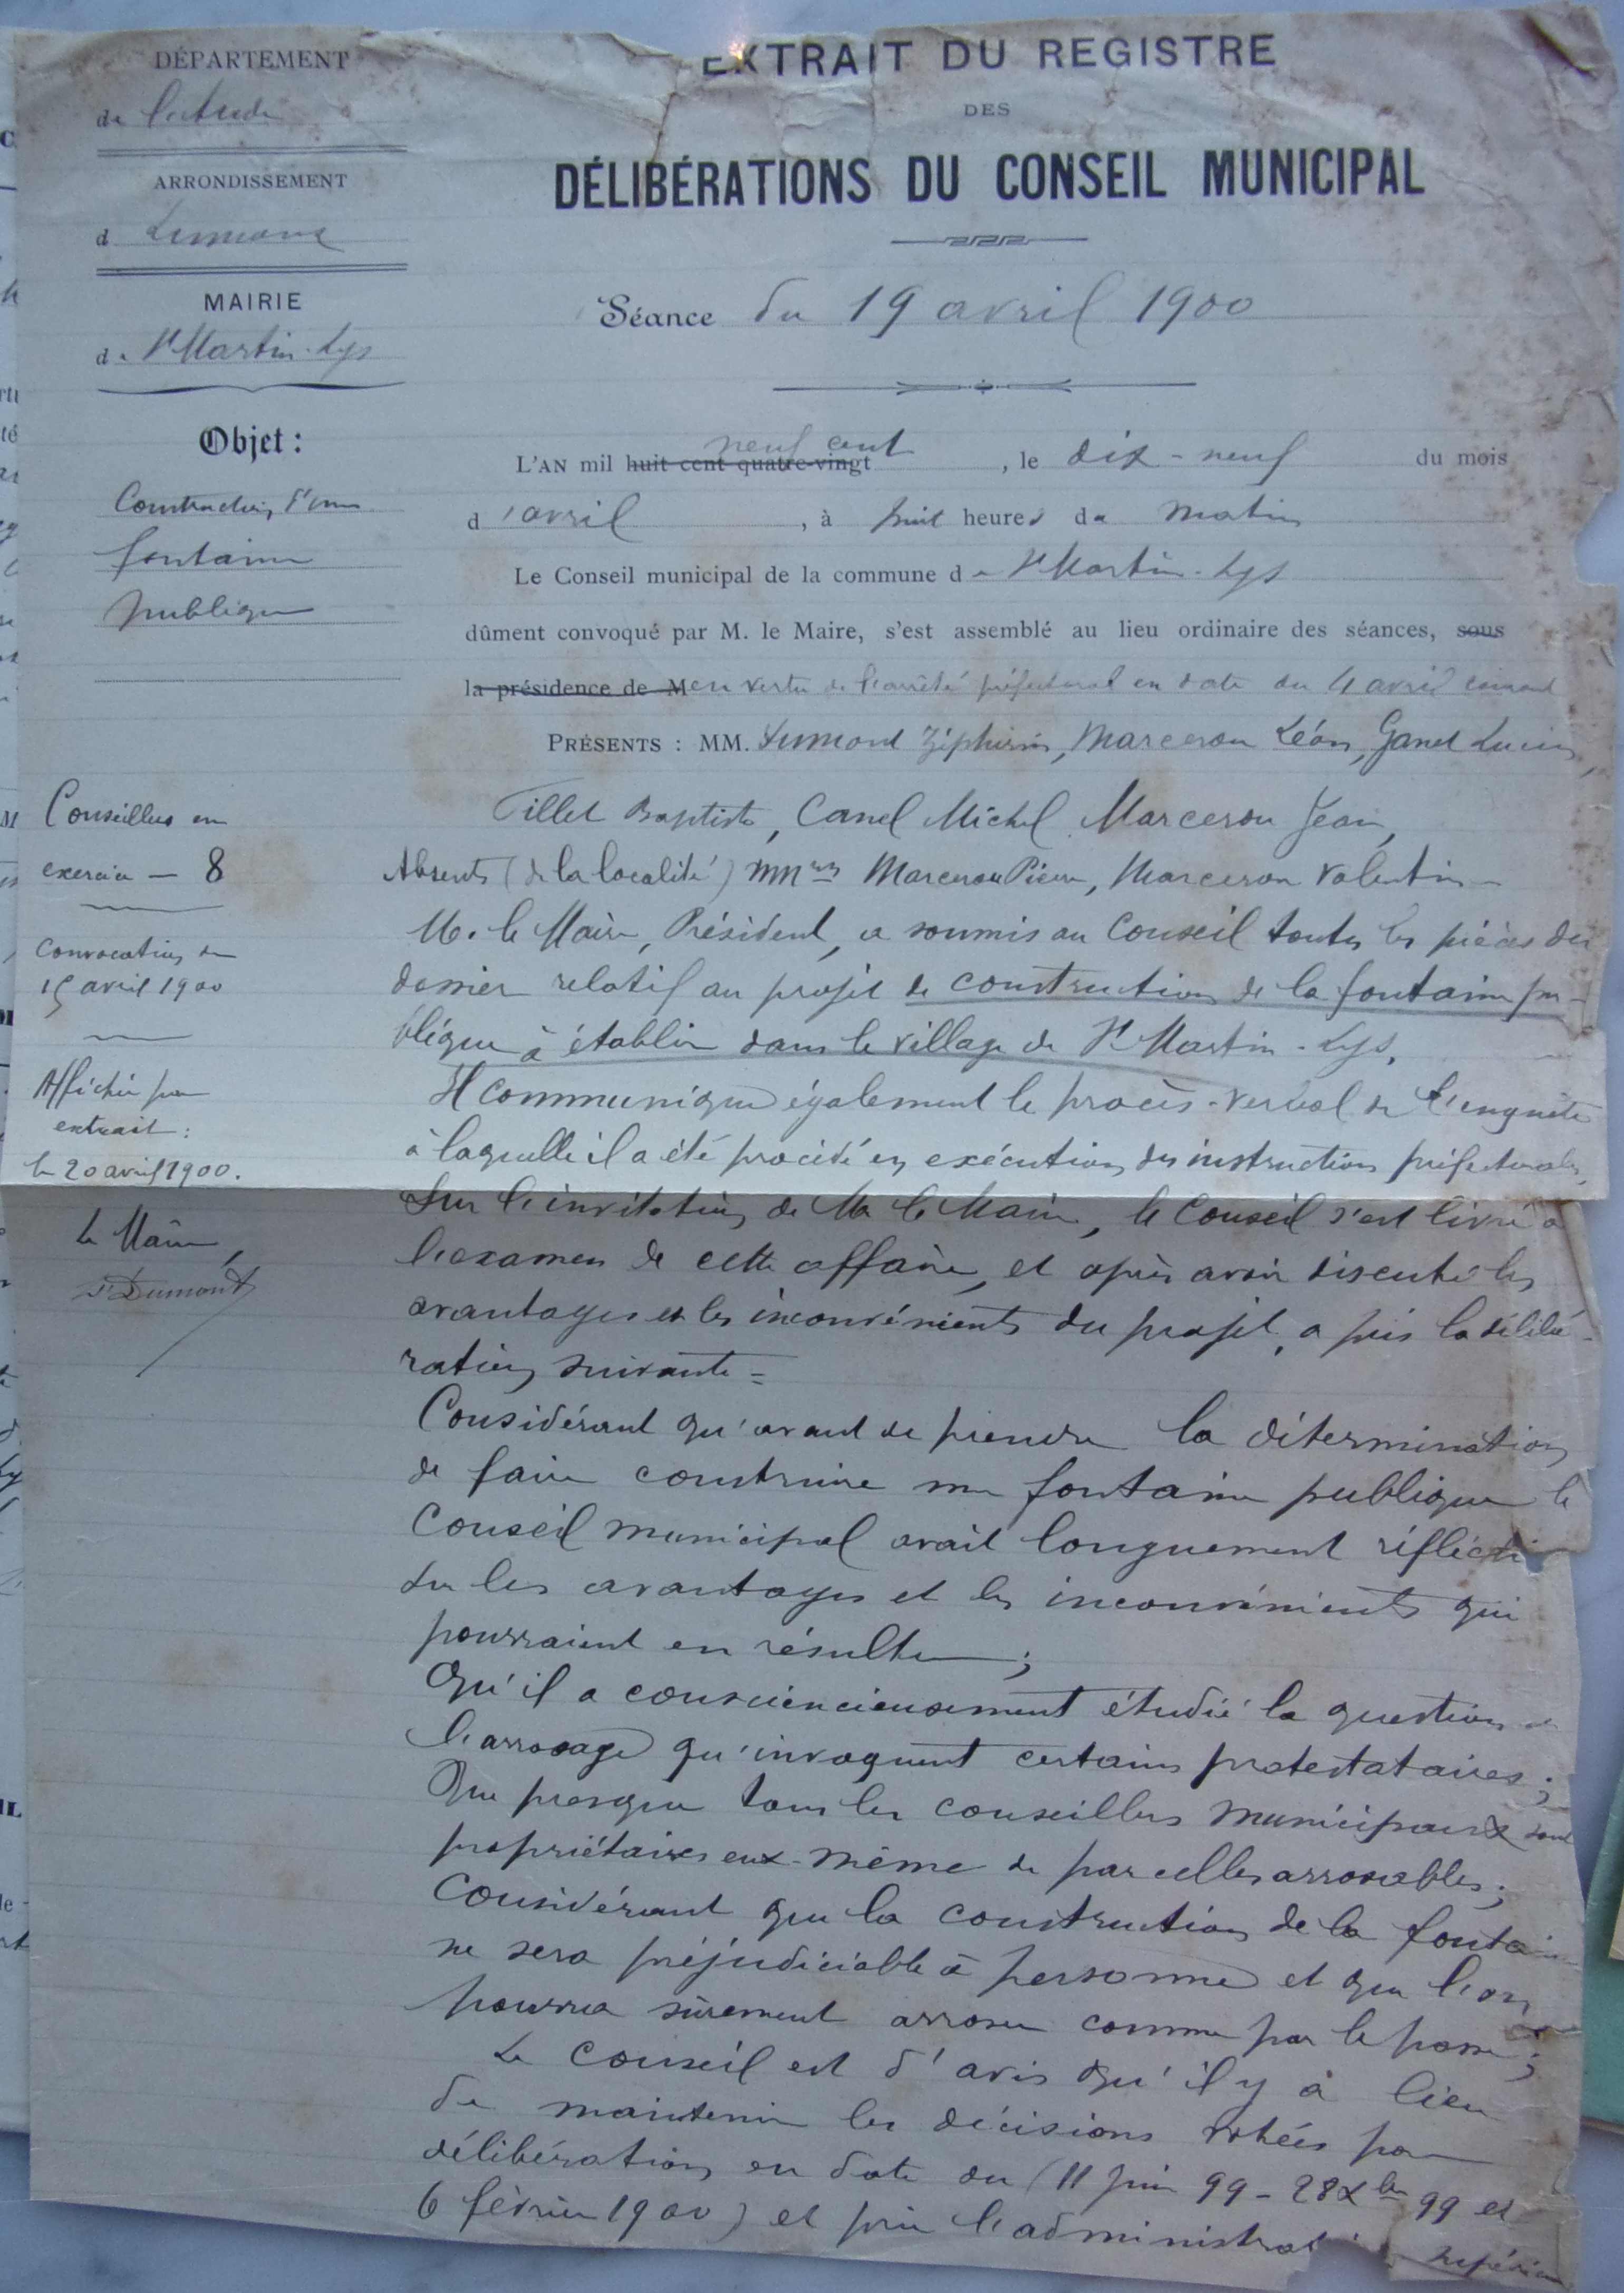 DÉPARTEMENT
de l'Aude
ARRONDISSEMENT
d Limoux
MAIRIE
de St Martin-Lys
EXTRAIT DU REGISTRE
DES
DÉLIBÉRATIONS DU CONSEIL MUNICIPAL
Séance du 19 avril 1900
Objet :
Construction d'une
fontaine
publique
L'AN mil huit cent quatre-vingt neuf cent, le dix-neuf du mois
d'avril, à huit heures du matin
Le Conseil municipal de la commune de St Martin-Lys
dûment convoqué par M. le Maire, s'est assemblé au lieu ordinaire des séances, sous
la présidence de M en vertu de l'arrêté préfectoral en date du 4 avril courant
PRÉSENTS : MM. Dumont Zéphirin, Marcerou Léon, Canel Lucien,
Tillet Baptiste, Canel Michel, Marcerou Jean,
Absents (de la localité) MMrs Marcerou Pierre, Marcerou Valentin
Conseillers en
exercice — 8
Convocation du
15 avril 1900
Affiché par
extrait :
le 20 avril 1900.
Le Maire,
Dumont
M. le Maire, Président, a soumis au Conseil toutes les pièces du
dossier relatif au projet de construction de la fontaine pu-
blique à établir dans le village de St Martin-Lys.
Il communique également le procès-verbal de l'enquête
à laquelle il a été procédé en exécution des instructions préfectorales,
Sur l'invitation de M. le Maire, le Conseil s'est livré à
l'examen de cette affaire, et après avoir discuté les
avantages et les inconvénients du projet, a pris la délibé-
ration suivante =
Considérant qu'avant de prendre la détermination
de faire construire une fontaine publique le
Conseil municipal avait longuement réfléchi
sur les avantages et les inconvénients qui
pourraient en résulter ;
Qu'il a consciencieusement étudié la question de
l'arrosage qu'invoquent certains protestataires ;
Que presque tous les conseillers municipaux sont
propriétaires eux-même de parcelles arrosables ;
Considérant que la construction de la fontaine
ne sera préjudiciable à personne et que l'on
pourra sûrement arroser comme par le passé ;
Le Conseil est d'avis qu'il y à lieu
de maintenir les décisions votées par
délibération en date du (11 juin 99 - 28 Xbre 99 et
6 février 1900) et prie l'administrat supérieu